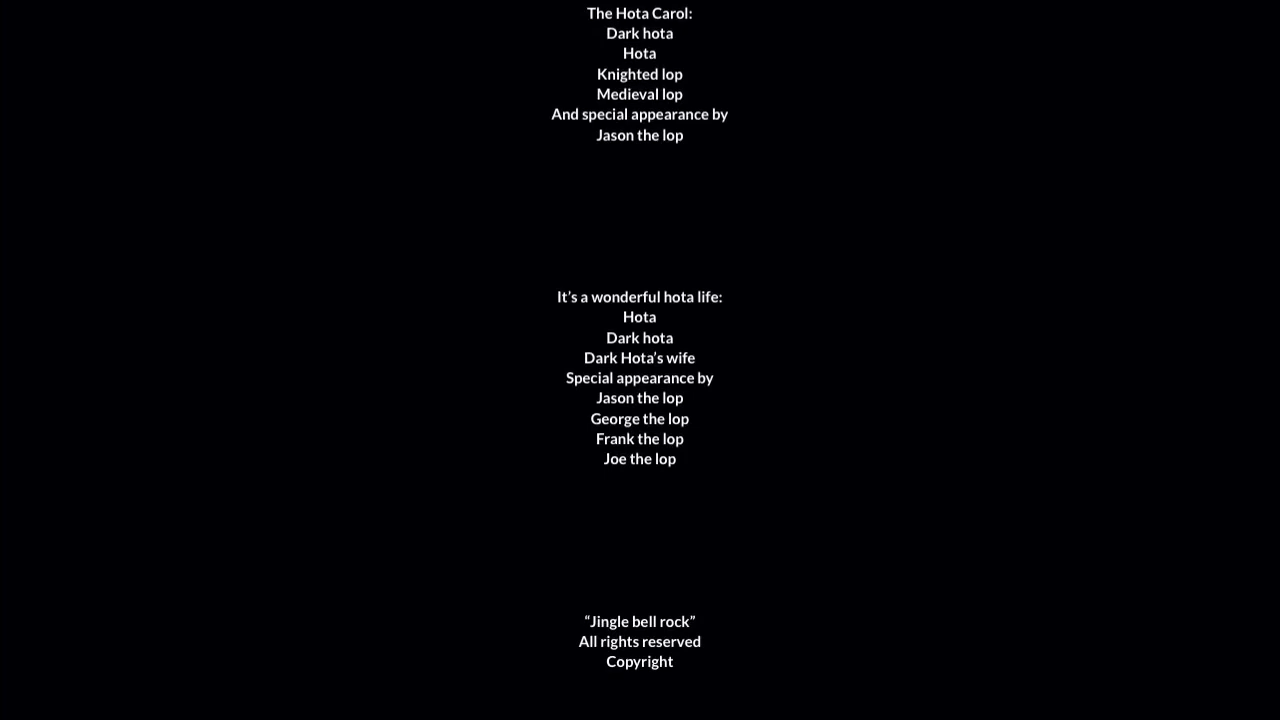 The Hota Carol:
Dark hota
Hota
Knighted lop
Medieval lop
And special appearance by
Jason the lop
It’s a wonderful hota life:
Hota
Dark hota
Dark Hota’s wife
Special appearance by
Jason the lop
George the lop
Frank the lop
Joe the lop
“Jingle bell rock”
All rights reserved
Copyright